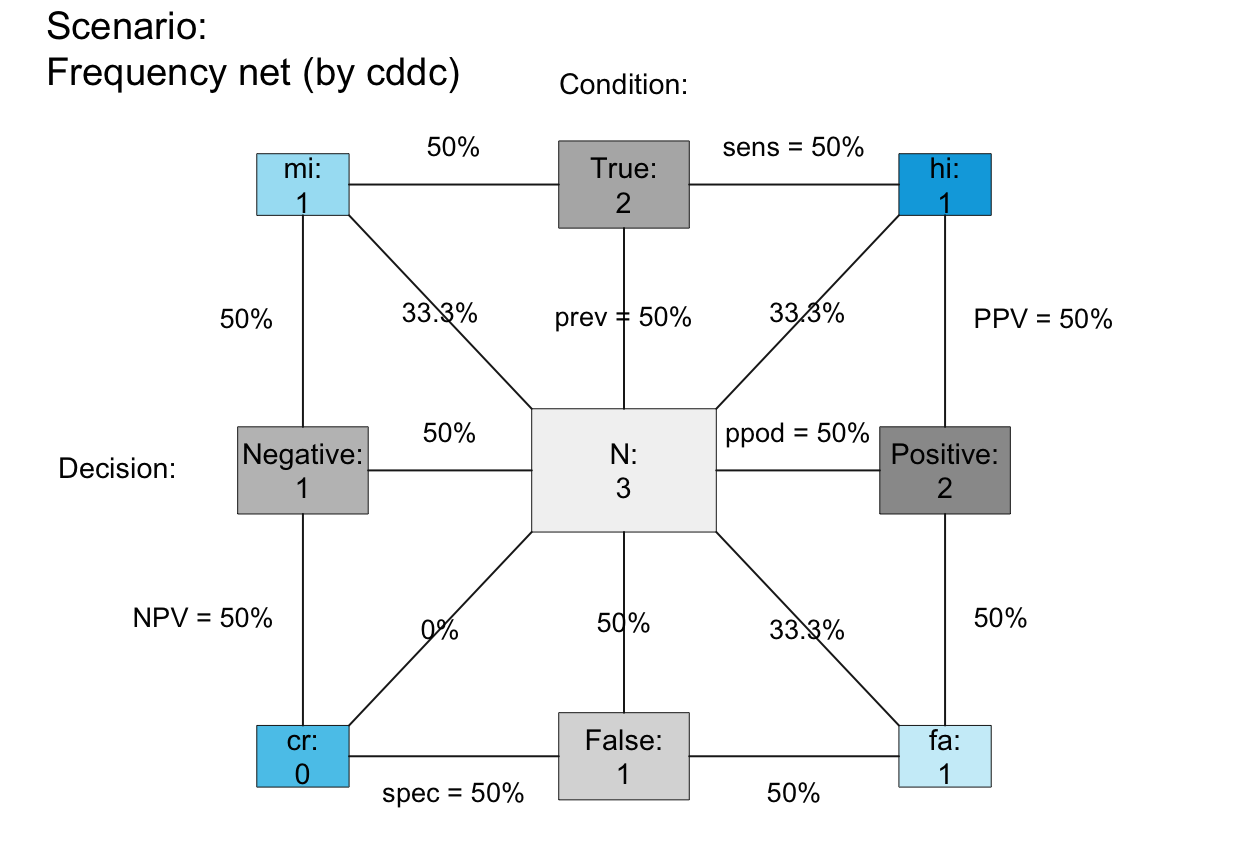 Scenario:
Frequency net (by cddc)
Condition:
50%
sens = 50%
mi:
1
True:
2
hi:
1
50%
33.3%
prev = 50%
33.3%
PPV = 50%
50%
ppod = 50%
Decision:
Negative:
1
N:
3
Positive:
2
NPV = 50%
0%
50%
33.3%
50%
cr:
0
False:
1
fa:
1
spec = 50%
50%